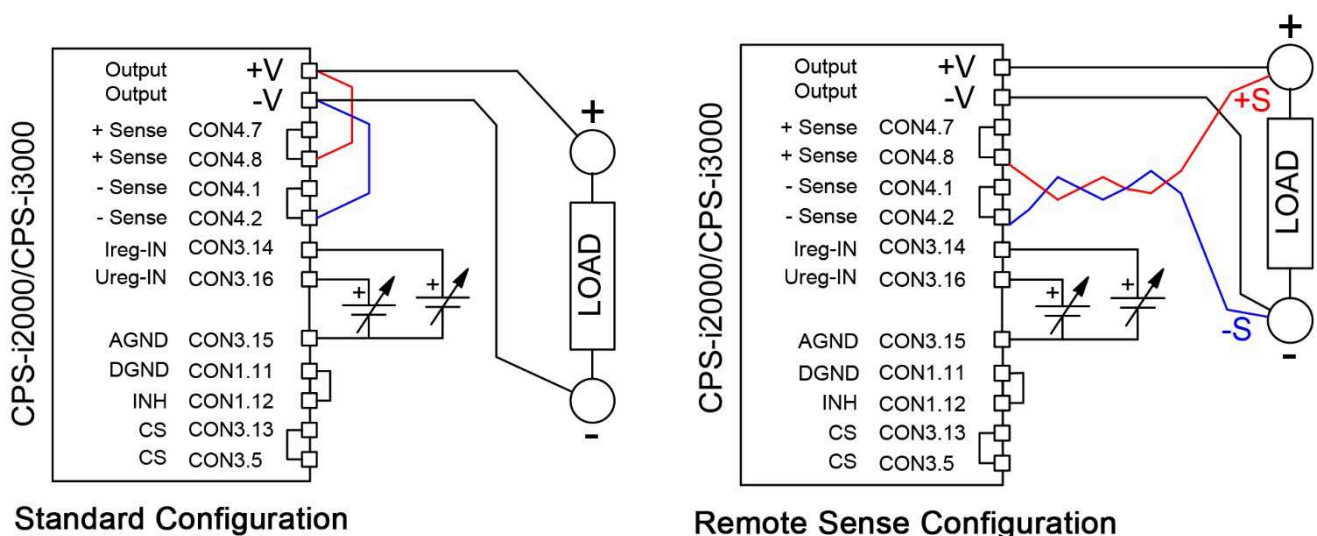 CPS-i2000/CPS-i3000
Output +V
Output -V
+ Sense CON4.7
+ Sense CON4.8
- Sense CON4.1
- Sense CON4.2
Ireg-IN CON3.14
Ureg-IN CON3.16
AGND CON3.15
DGND CON1.11
INH CON1.12
CS CON3.13
CS CON3.5
+ +
+
LOAD
-
Standard Configuration
CPS-i2000/CPS-i3000
Output +V
Output -V
+ Sense CON4.7
+ Sense CON4.8
- Sense CON4.1
- Sense CON4.2
Ireg-IN CON3.14
Ureg-IN CON3.16
AGND CON3.15
DGND CON1.11
INH CON1.12
CS CON3.13
CS CON3.5
+ +
+
+S
LOAD
-S
-
Remote Sense Configuration